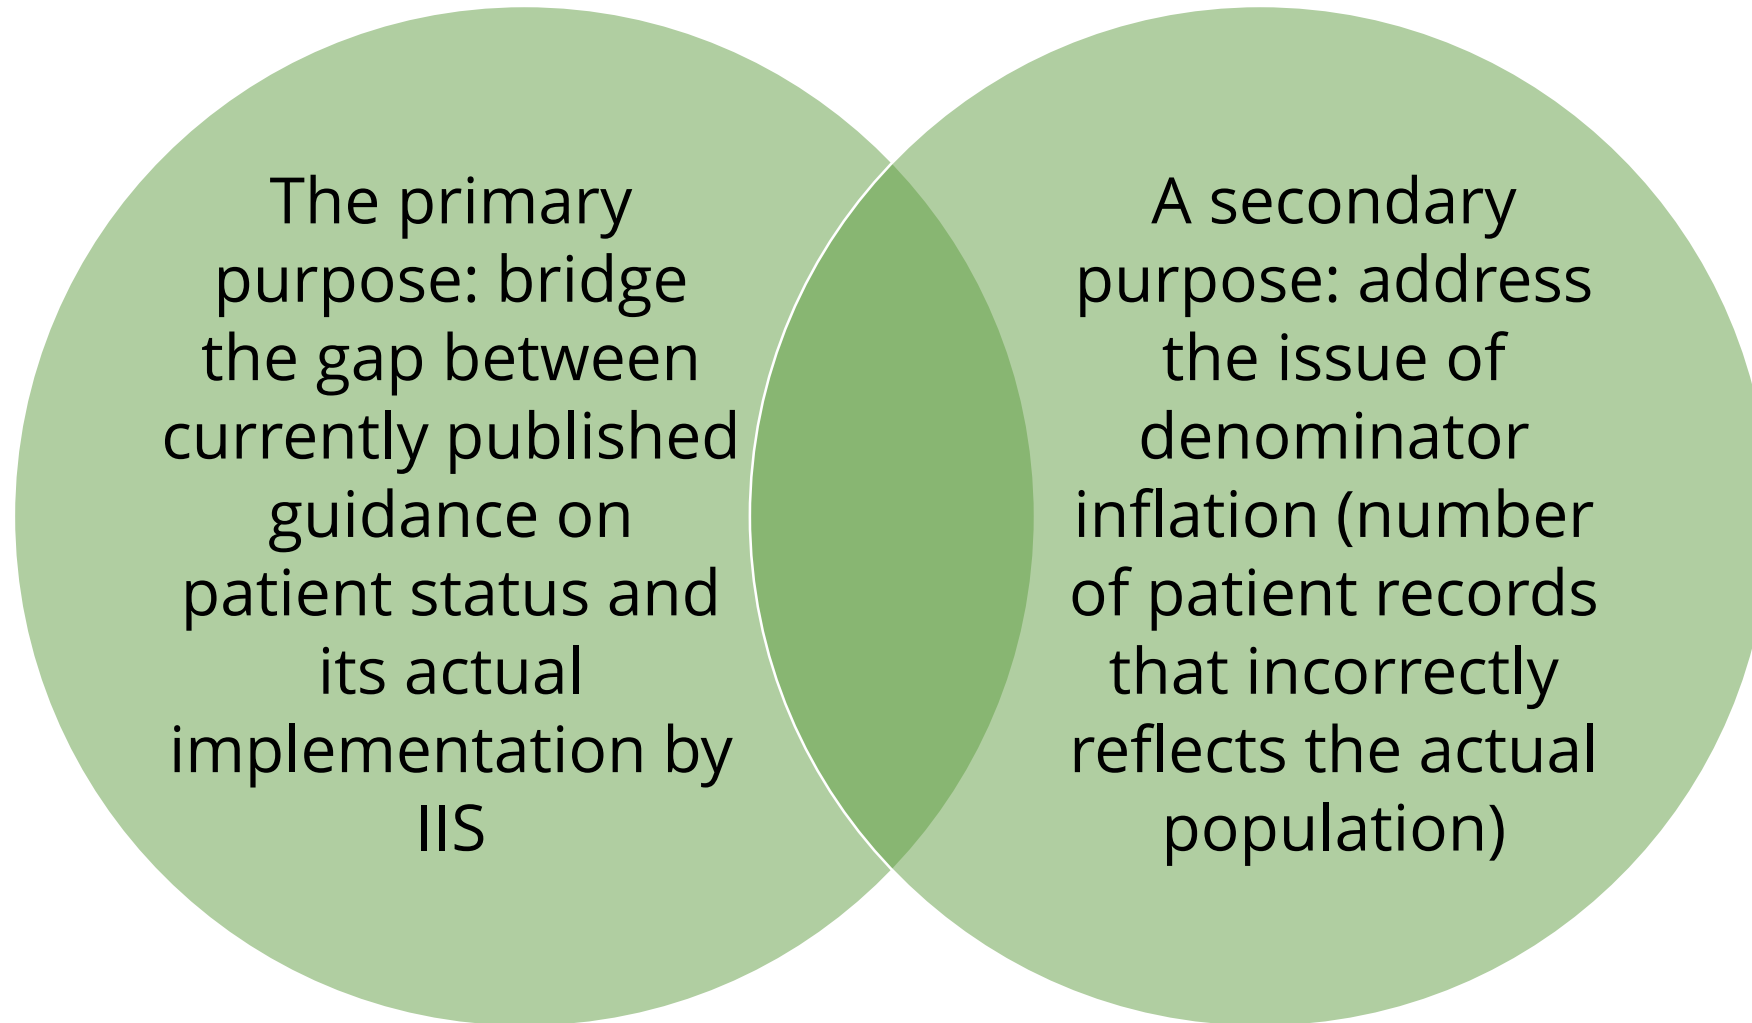 The primary
purpose: bridge
the gap between
currently published
guidance on
patient status and
its actual
implementation by
IIS
A secondary
purpose: address
the issue of
denominator
inflation (number
of patient records
that incorrectly
reflects the actual
population)